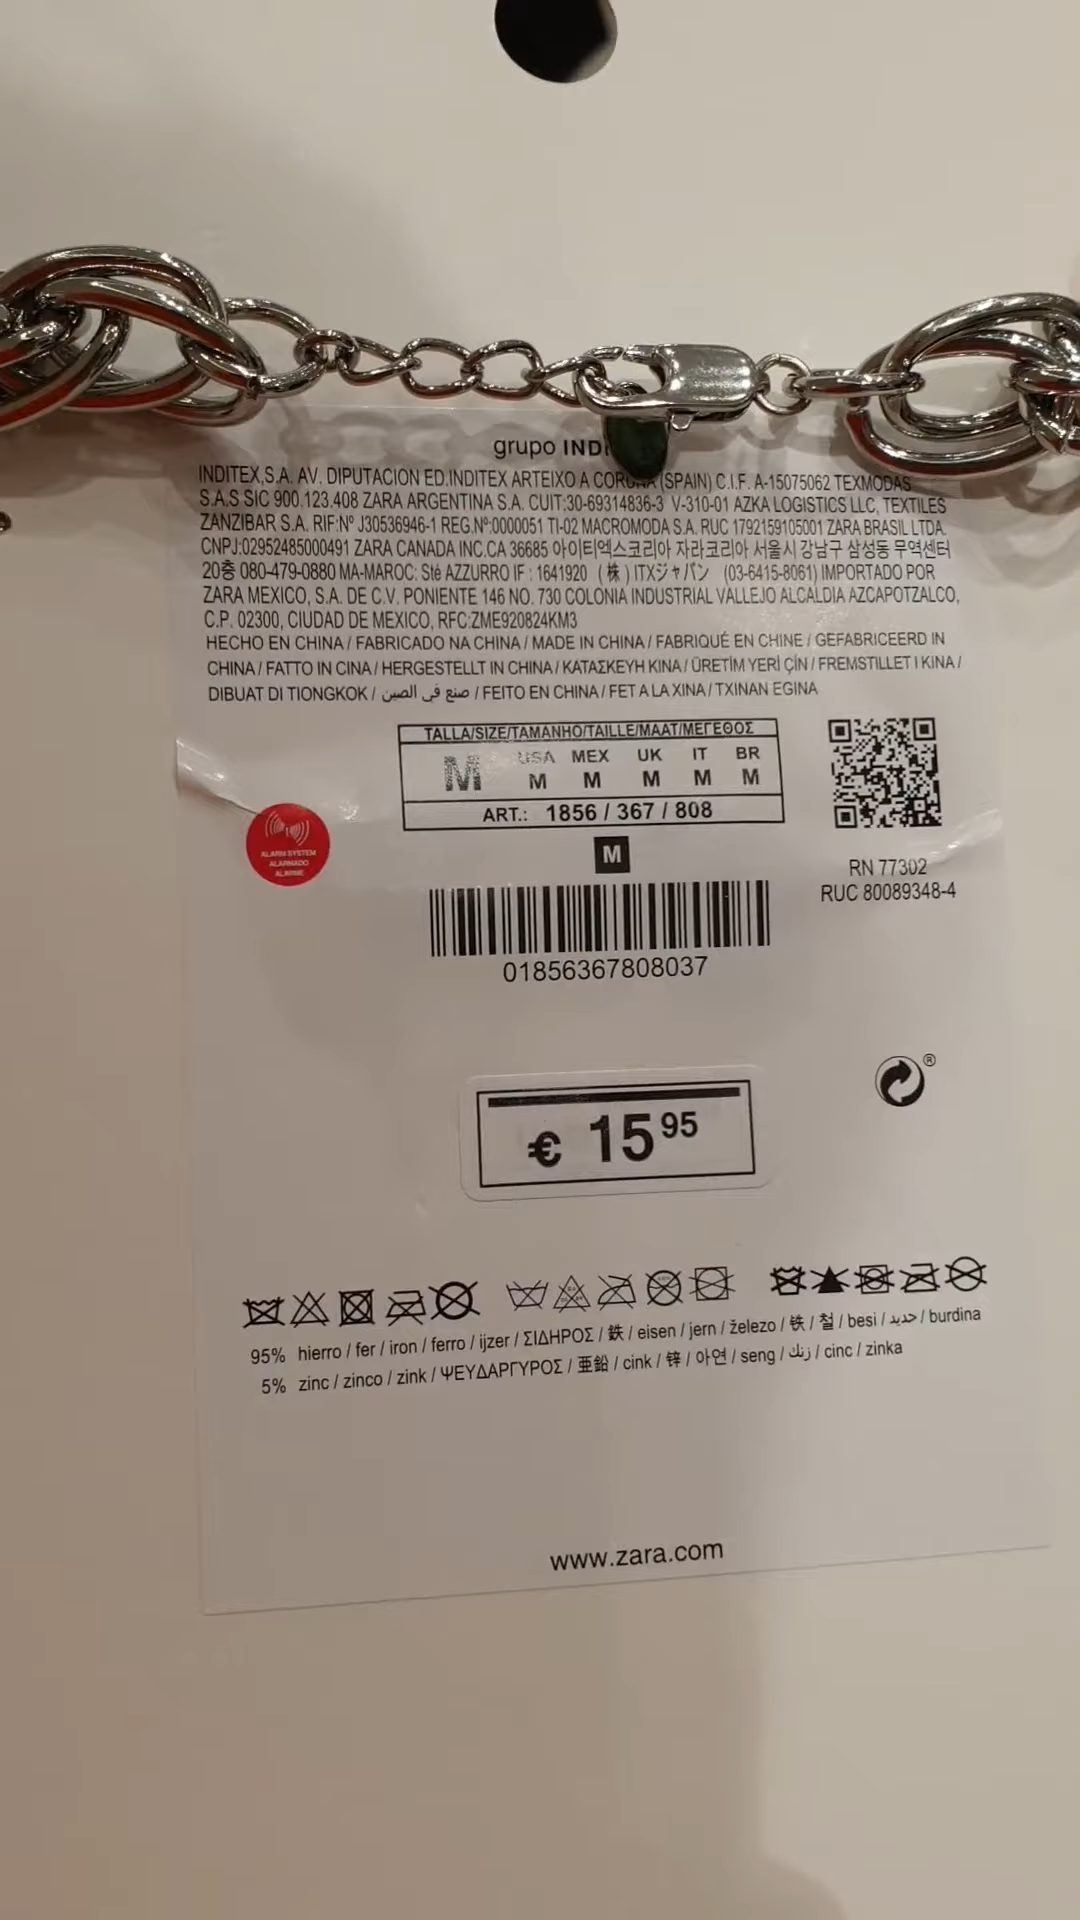 grupo INDI
INDITEX,S.A. AV. DIPUTACION ED.INDITEX ARTEIXO A CORUÑA (SPAIN) C.I.F. A-15075062 TEXMODAS
S.A.S SIC 900.123.408 ZARA ARGENTINA S.A. CUIT:30-69314836-3 V-310-01 AZKA LOGISTICS LLC, TEXTILES
ZANZIBAR S.A. RIF:Nº J30536946-1 REG.Nº:0000051 TI-02 MACROMODA S.A. RUC 1792159105001 ZARA BRASIL LTDA.
CNPJ:02952485000491 ZARA CANADA INC.CA 36685 아이티엑스코리아 자라코리아 서울시 강남구 삼성동 무역센터
20층 080-479-0880 MA-MAROC: Sté AZZURRO IF : 1641920 (株) ITXジャパン (03-6415-8061) IMPORTADO POR
ZARA MEXICO, S.A. DE C.V. PONIENTE 146 NO. 730 COLONIA INDUSTRIAL VALLEJO ALCALDIA AZCAPOTZALCO,
C.P. 02300, CIUDAD DE MEXICO, RFC:ZME920824KM3
HECHO EN CHINA / FABRICADO NA CHINA / MADE IN CHINA / FABRIQUÉ EN CHINE / GEFABRICEERD IN
CHINA / FATTO IN CINA / HERGESTELLT IN CHINA / ΚΑΤΑΣΚΕΥΗ ΚΙΝΑ / ÜRETİM YERİ ÇİN / FREMSTILLET I KINA /
DIBUAT DI TIONGKOK / صنع في الصين / FEITO EN CHINA / FET A LA XINA / TXINAN EGINA
TALLA/SIZE/TAMANHO/TAILLE/MAAT/ΜΕΓΕΘΟΣ
USA MEX UK IT BR
M M M M M M
ART.: 1856 / 367 / 808
M
ALARM SYSTEM
ALARMADO
ALARME
RN 77302
RUC 80089348-4
01856367808037
®
€ 15 95
95% hierro / fer / iron / ferro / ijzer / ΣΙΔΗΡΟΣ / 鉄 / eisen / jern / železo / 铁 / 철 / besi / حديد / burdina
5% zinc / zinco / zink / ΨΕΥΔΑΡΓΥΡΟΣ / 亜鉛 / cink / 锌 / 아연 / seng / زنك / cinc / zinka
www.zara.com